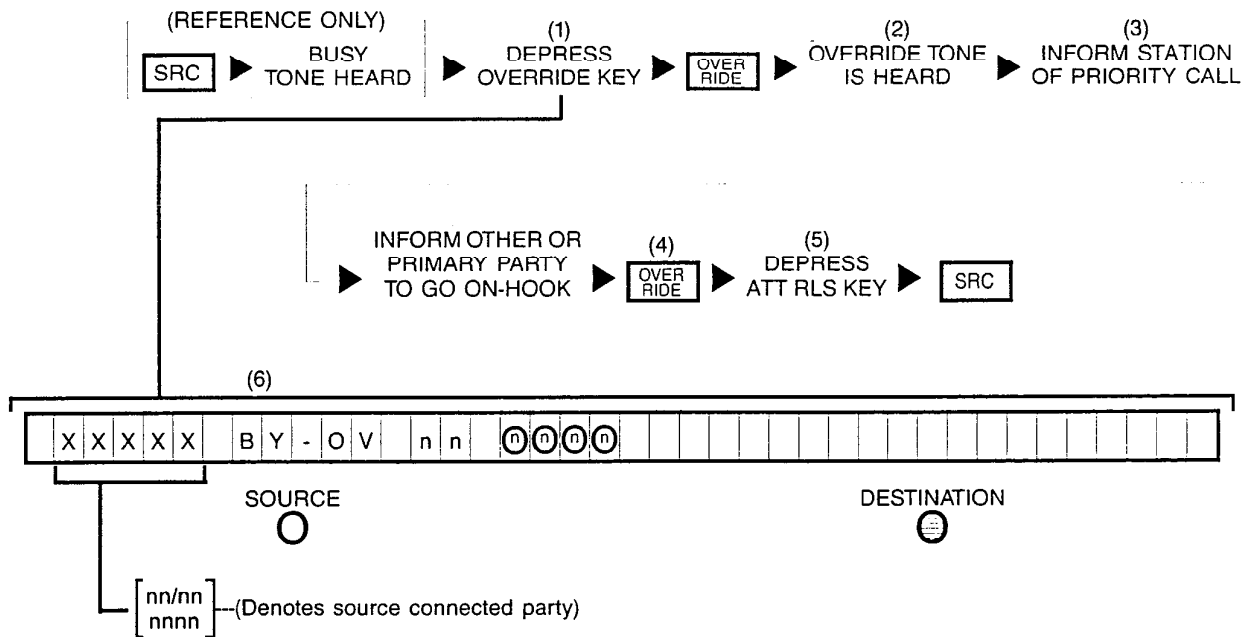 (REFERENCE ONLY)
SRC
BUSY
TONE HEARD
(1)
DEPRESS
OVERRIDE KEY
OVER
RIDE
(2)
OVERRIDE TONE
IS HEARD
(3)
INFORM STATION
OF PRIORITY CALL
INFORM OTHER OR
PRIMARY PARTY
TO GO ON-HOOK
(4)
OVER
RIDE
(5)
DEPRESS
ATT RLS KEY
SRC
(6)
X X X X X B Y - O V n n n n n n
SOURCE
DESTINATION
nn/nn
nnnn
---(Denotes source connected party)